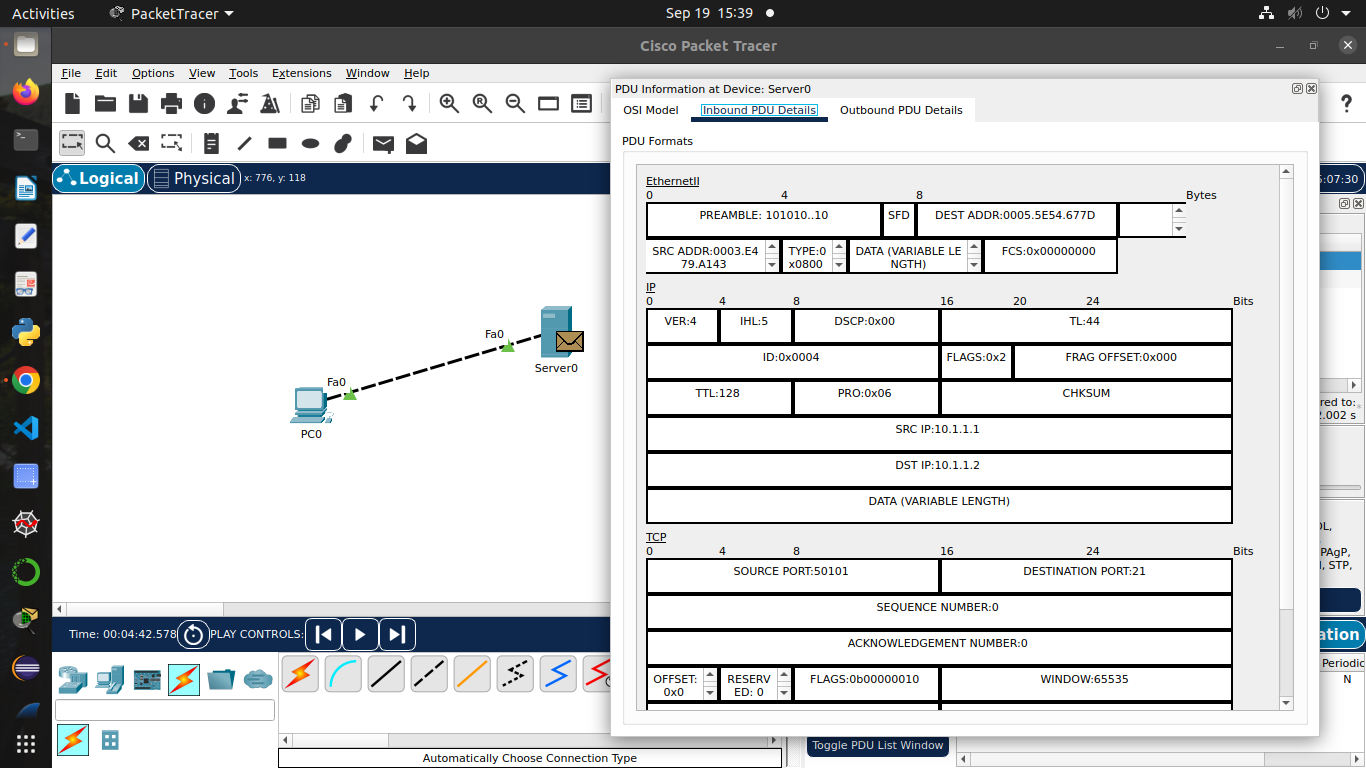 Activities PacketTracer Sep 19 15:39
Cisco Packet Tracer
File Edit Options View Tools Extensions Window Help
PDU Information at Device: Server0
OSI Model Inbound PDU Details Outbound PDU Details
?
PDU Formats
Logical Physical x: 776, y: 118
:07:30
EthernetII
0 4 8 Bytes
PREAMBLE: 101010..10 SFD DEST ADDR:0005.5E54.677D
SRC ADDR:0003.E4 TYPE:0 DATA (VARIABLE LE FCS:0x00000000
79.A143 x0800 NGTH)
IP
0 4 8 16 20 24 Bits
VER:4 IHL:5 DSCP:0x00 TL:44
ID:0x0004 FLAGS:0x2 FRAG OFFSET:0x000
TTL:128 PRO:0x06 CHKSUM
SRC IP:10.1.1.1
DST IP:10.1.1.2
DATA (VARIABLE LENGTH)
TCP
0 4 8 16 24 Bits
SOURCE PORT:50101 DESTINATION PORT:21
SEQUENCE NUMBER:0
ACKNOWLEDGEMENT NUMBER:0
OFFSET: RESERV FLAGS:0b00000010 WINDOW:65535
0x0 ED: 0
Fa0
Server0
Fa0
PC0
red to:
2.002 s
OL,
PAgP,
, STP,
ation
Periodic
N
Time: 00:04:42.578 PLAY CONTROLS:
Automatically Choose Connection Type
Toggle PDU List Window